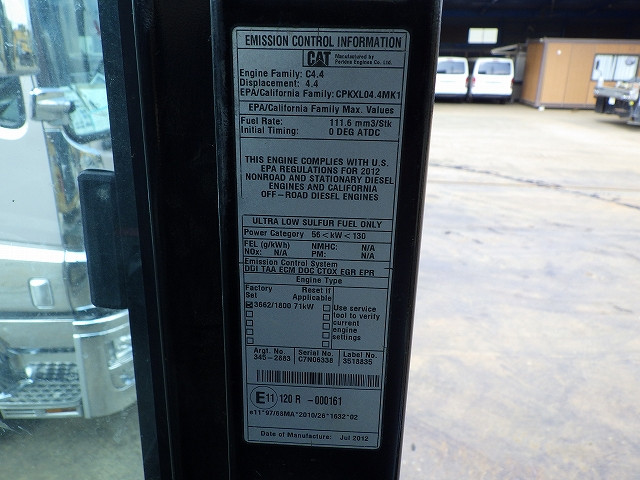 EMISSION CONTROL INFORMATION
CAT Manufactured by
Perkins Engines Co. Ltd.
Engine Family: C4.4
Displacement: 4.4
EPA/California Family: CPKXL04.4MK1
EPA/California Family Max. Values
Fuel Rate: 111.6 mm3/Stk
Initial Timing: 0 DEG ATDC
THIS ENGINE COMPLIES WITH U.S.
EPA REGULATIONS FOR 2012
NONROAD AND STATIONARY DIESEL
ENGINES AND CALIFORNIA
OFF-ROAD DIESEL ENGINES
ULTRA LOW SULFUR FUEL ONLY
Power Category 56<kW<130
FEL (g/kWh) NMHC: N/A
NOx: N/A PM: N/A
Emission Control System
DDI TAA ECM DOC CTOX EGR EPR
Engine Type
Factory Set Reset if Applicable
3662/1800 71kW
Use service
tool to verify
current
engine
settings
Argt. No. Serial No. Label No.
345-2883 C7N06338 3518835
E11 120 R -000161
e11*97/68MA*2010/26*1632*02
Date of Manufacture: Jul 2012